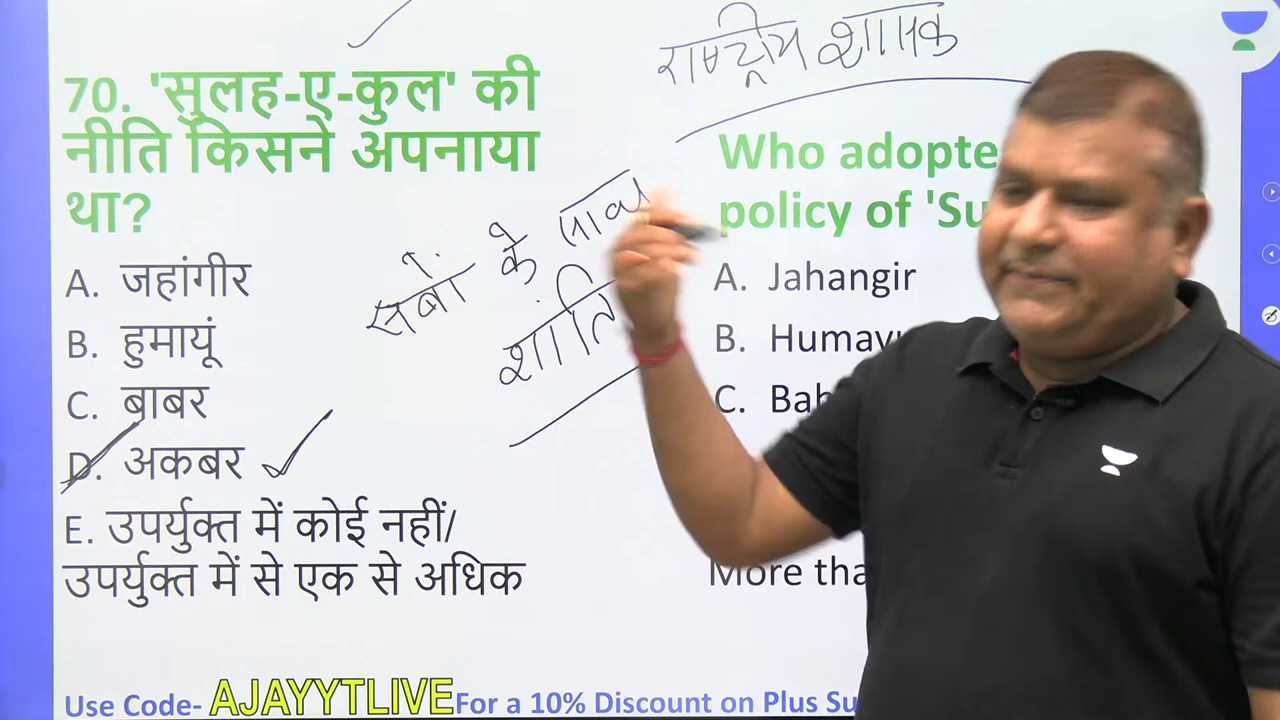 राष्ट्रीय शासक
70. 'सुलह-ए-कुल' की
नीति किसने अपनाया
था?
A. जहांगीर
B. हुमायूं
C. बाबर
D. अकबर
E. उपर्युक्त में कोई नहीं/
उपर्युक्त में से एक से अधिक
सबों के साथ
शांति
Who adopte
policy of 'Su
A. Jahangir
B. Humayu
C. Bab
More tha
Use Code- AJAYYTLIVE For a 10% Discount on Plus Su